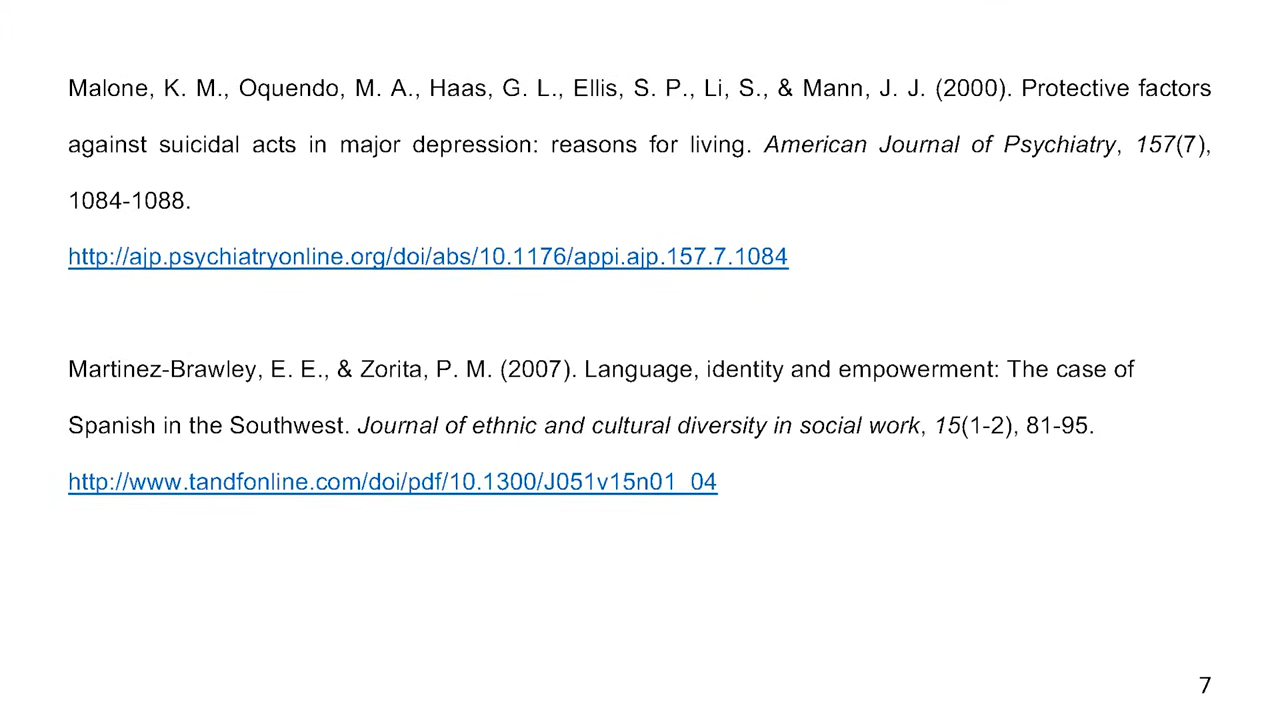 Malone, K. M., Oquendo, M. A., Haas, G. L., Ellis, S. P., Li, S., & Mann, J. J. (2000). Protective factors
against suicidal acts in major depression: reasons for living. American Journal of Psychiatry, 157(7),
1084-1088.
http://ajp.psychiatryonline.org/doi/abs/10.1176/appi.ajp.157.7.1084
Martinez-Brawley, E. E., & Zorita, P. M. (2007). Language, identity and empowerment: The case of
Spanish in the Southwest. Journal of ethnic and cultural diversity in social work, 15(1-2), 81-95.
http://www.tandfonline.com/doi/pdf/10.1300/J051v15n01_04
7